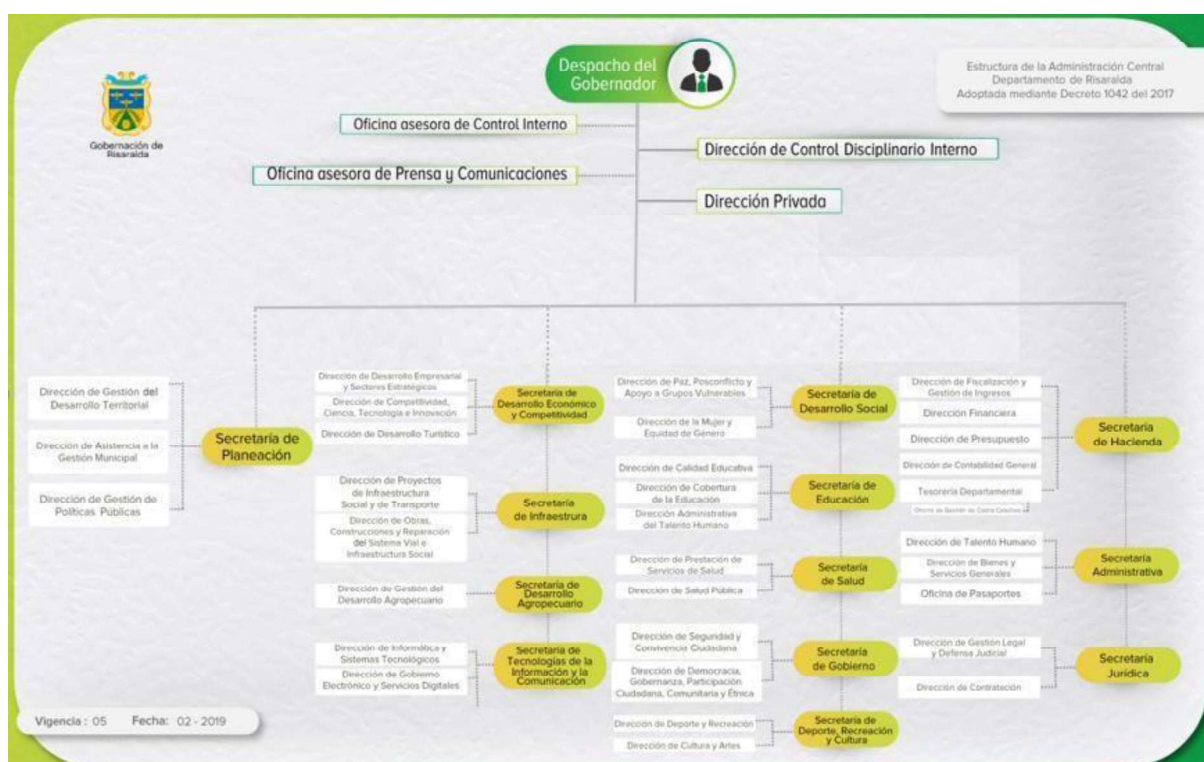 Despacho del
Gobernador
Estructura de la Administración Central
Departamento de Risaralda
Adoptada mediante Decreto 1042 del 2017
Gobernación de
Risaralda
Oficina asesora de Control Interno
Dirección de Control Disciplinario Interno
Oficina asesora de Prensa y Comunicaciones
Dirección Privada
Dirección de Gestión del
Desarrollo Territorial
Dirección de Asistencia a la
Gestión Municipal
Dirección de Gestión de
Políticas Públicas
Secretaría de
Planeación
Dirección de Desarrollo Empresarial
y Sectores Estratégicos
Dirección de Competitividad,
Ciencia, Tecnología e Innovación
Dirección de Desarrollo Turístico
Secretaría de
Desarrollo Económico
y Competitividad
Dirección de Proyectos
de Infraestructura
Social y de Transporte
Dirección de Obras,
Construcciones y Reparación
del Sistema Vial e
Infraestructura Social
Secretaría
de Infraestrura
Dirección de Gestión del
Desarrollo Agropecuario
Secretaría de
Desarrollo
Agropecuario
Dirección de Informática y
Sistemas Tecnológicos
Dirección de Gobierno
Electrónico y Servicios Digitales
Secretaría de
Tecnologías de la
Información y la
Comunicación
Dirección de Paz, Posconflicto y
Apoyo a Grupos Vulnerables
Dirección de la Mujer y
Equidad de Género
Secretaría de
Desarrollo Social
Dirección de Calidad Educativa
Dirección de Cobertura
de la Educación
Dirección Administrativa
del Talento Humano
Secretaría de
Educación
Dirección de Prestación de
Servicios de Salud
Dirección de Salud Pública
Secretaría
de Salud
Dirección de Seguridad y
Convivencia Ciudadana
Dirección de Democracia,
Gobernanza, Participación
Ciudadana, Comunitaria y Étnica
Secretaría
de Gobierno
Dirección de Deporte y Recreación
Dirección de Cultura y Artes
Secretaría de
Deporte, Recreación
y Cultura
Dirección de Fiscalización y
Gestión de Ingresos
Dirección Financiera
Dirección de Presupuesto
Dirección de Contabilidad General
Tesorería Departamental
Oficina de Gestión de Cobro Coactivo
Secretaría
de Hacienda
Dirección de Talento Humano
Dirección de Bienes y
Servicios Generales
Oficina de Pasaportes
Secretaría
Administrativa
Dirección de Gestión Legal
y Defensa Judicial
Dirección de Contratación
Secretaría
Jurídica
Vigencia : 05 Fecha: 02 - 2019